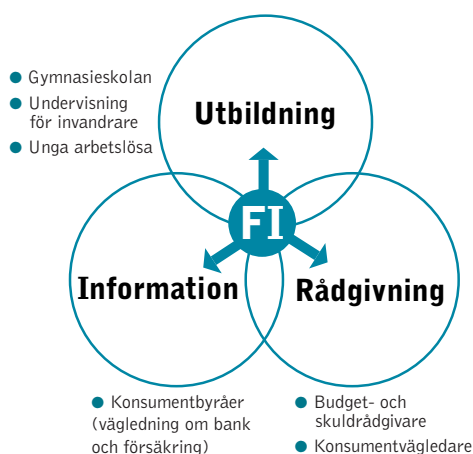 ● Gymnasieskolan
● Undervisning
för invandrare
● Unga arbetslösa
Utbildning
FI
Information
Rådgivning
● Konsumentbyråer
(vägledning om bank
och försäkring)
● Budget- och
skuldrådgivare
● Konsumentvägledare